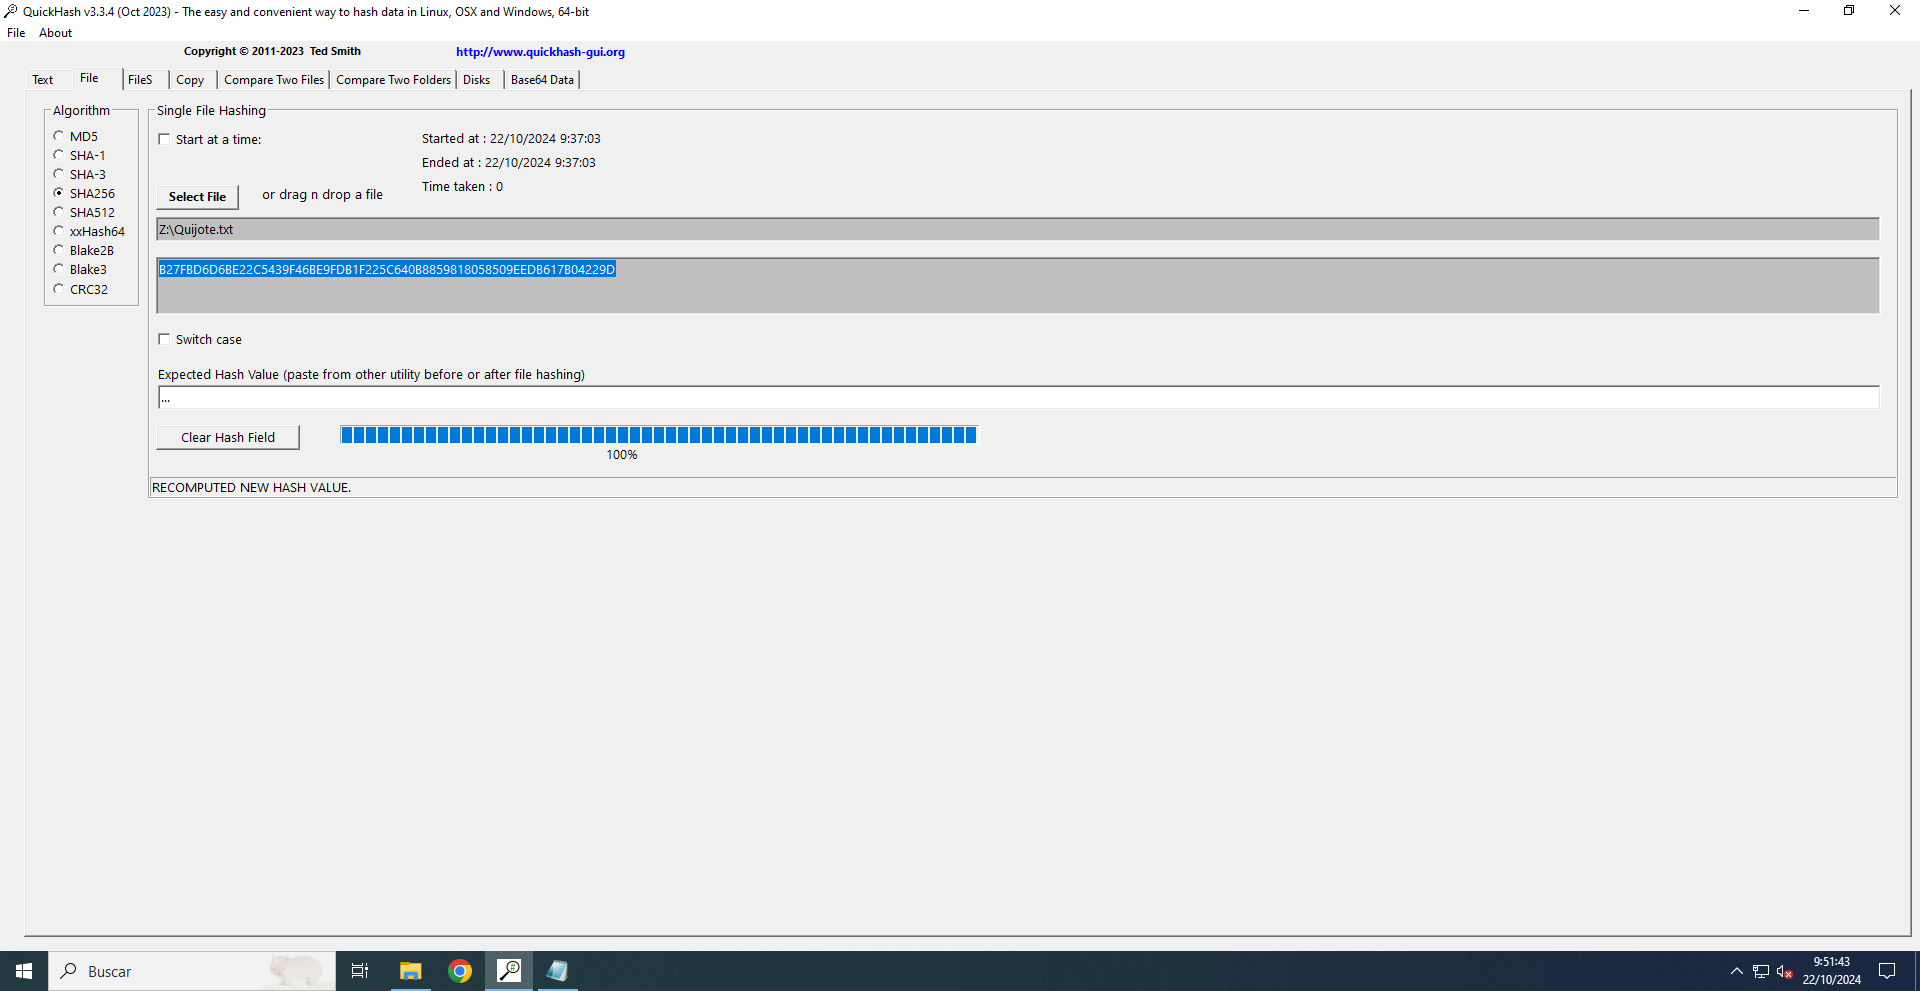 QuickHash v3.3.4 (Oct 2023) - The easy and convenient way to hash data in Linux, OSX and Windows, 64-bit
File About
Copyright © 2011-2023 Ted Smith http://www.quickhash-gui.org
Text File FileS Copy Compare Two Files Compare Two Folders Disks Base64 Data
Algorithm
MD5
SHA-1
SHA-3
SHA256
SHA512
xxHash64
Blake2B
Blake3
CRC32
Single File Hashing
Start at a time:
Started at : 22/10/2024 9:37:03
Ended at : 22/10/2024 9:37:03
Time taken : 0
Select File or drag n drop a file
Z:\Quijote.txt
B27FBD6D6BE22C5439F46BE9FDB1F225C640B8859818058509EEDB617B04229D
Switch case
Expected Hash Value (paste from other utility before or after file hashing)
...
Clear Hash Field
100%
RECOMPUTED NEW HASH VALUE.
Buscar
9:51:43
22/10/2024